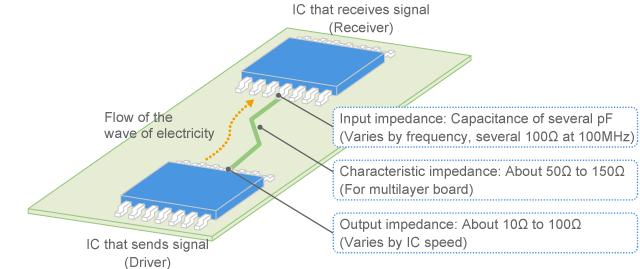 IC that receives signal
(Receiver)
Flow of the
wave of electricity
Input impedance: Capacitance of several pF
(Varies by frequency, several 100Ω at 100MHz)
Characteristic impedance: About 50Ω to 150Ω
(For multilayer board)
Output impedance: About 10Ω to 100Ω
(Varies by IC speed)
IC that sends signal
(Driver)